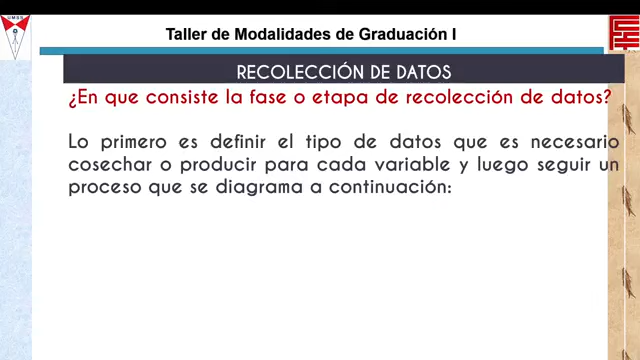 UMSS
Taller de Modalidades de Graduación I
RECOLECCIÓN DE DATOS
¿En que consiste la fase o etapa de recolección de datos?
Lo primero es definir el tipo de datos que es necesario
cosechar o producir para cada variable y luego seguir un
proceso que se diagrama a continuación: